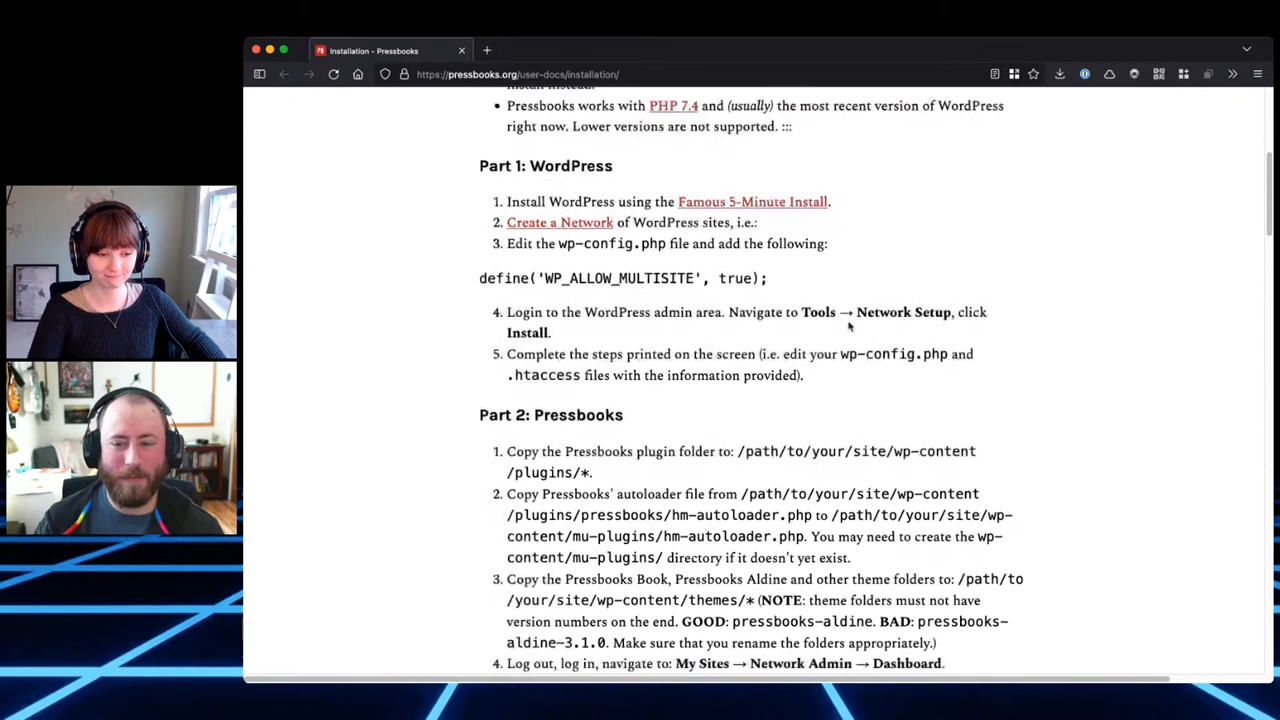 Installation – Pressbooks
https://pressbooks.org/user-docs/installation/
install instead.
• Pressbooks works with PHP 7.4 and (usually) the most recent version of WordPress
right now. Lower versions are not supported. :::
Part 1: WordPress
1. Install WordPress using the Famous 5-Minute Install.
2. Create a Network of WordPress sites, i.e.:
3. Edit the wp-config.php file and add the following:
define('WP_ALLOW_MULTISITE', true);
4. Login to the WordPress admin area. Navigate to Tools → Network Setup, click
Install.
5. Complete the steps printed on the screen (i.e. edit your wp-config.php and
.htaccess files with the information provided).
Part 2: Pressbooks
1. Copy the Pressbooks plugin folder to: /path/to/your/site/wp-content
/plugins/*.
2. Copy Pressbooks' autoloader file from /path/to/your/site/wp-content
/plugins/pressbooks/hm-autoloader.php to /path/to/your/site/wp-
content/mu-plugins/hm-autoloader.php. You may need to create the wp-
content/mu-plugins/ directory if it doesn't yet exist.
3. Copy the Pressbooks Book, Pressbooks Aldine and other theme folders to: /path/to
/your/site/wp-content/themes/* (NOTE: theme folders must not have
version numbers on the end. GOOD: pressbooks-aldine. BAD: pressbooks-
aldine-3.1.0. Make sure that you rename the folders appropriately.)
4. Log out, log in, navigate to: My Sites → Network Admin → Dashboard.